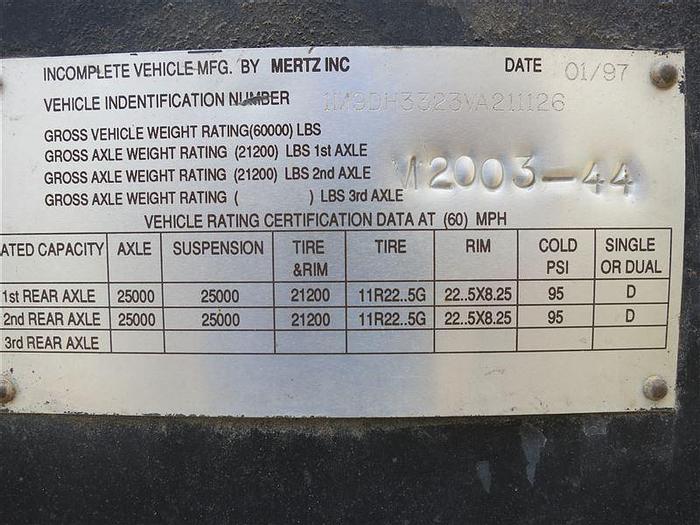 INCOMPLETE VEHICLE MFG. BY MERTZ INC DATE 01/97
VEHICLE INDENTIFICATION NUMBER 1M9DH3323VA211126
GROSS VEHICLE WEIGHT RATING(60000) LBS
GROSS AXLE WEIGHT RATING (21200) LBS 1st AXLE
GROSS AXLE WEIGHT RATING (21200) LBS 2nd AXLE
GROSS AXLE WEIGHT RATING ( ) LBS 3rd AXLE
M2003-44
VEHICLE RATING CERTIFICATION DATA AT (60) MPH
ATED CAPACITY AXLE SUSPENSION TIRE &RIM TIRE RIM COLD PSI SINGLE OR DUAL
1st REAR AXLE 25000 25000 21200 11R22..5G 22..5X8.25 95 D
2nd REAR AXLE 25000 25000 21200 11R22..5G 22..5X8.25 95 D
3rd REAR AXLE